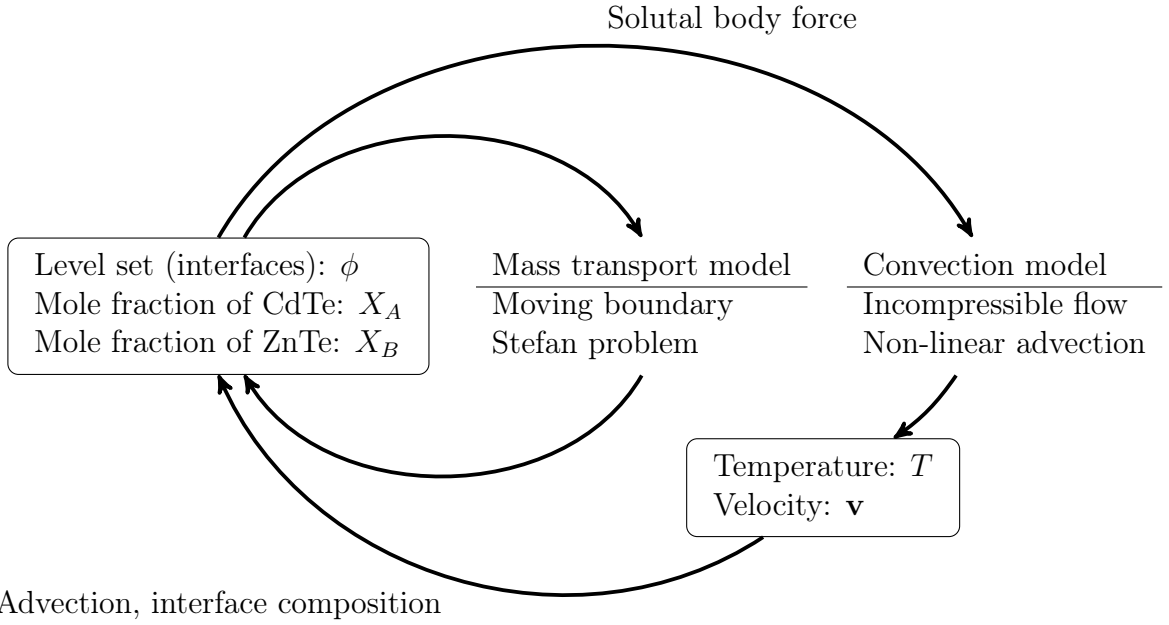 Solutal body force
Level set (interfaces): ϕ
Mole fraction of CdTe: X_A
Mole fraction of ZnTe: X_B
Mass transport model
Moving boundary
Stefan problem
Convection model
Incompressible flow
Non-linear advection
Temperature: T
Velocity: v
Advection, interface composition